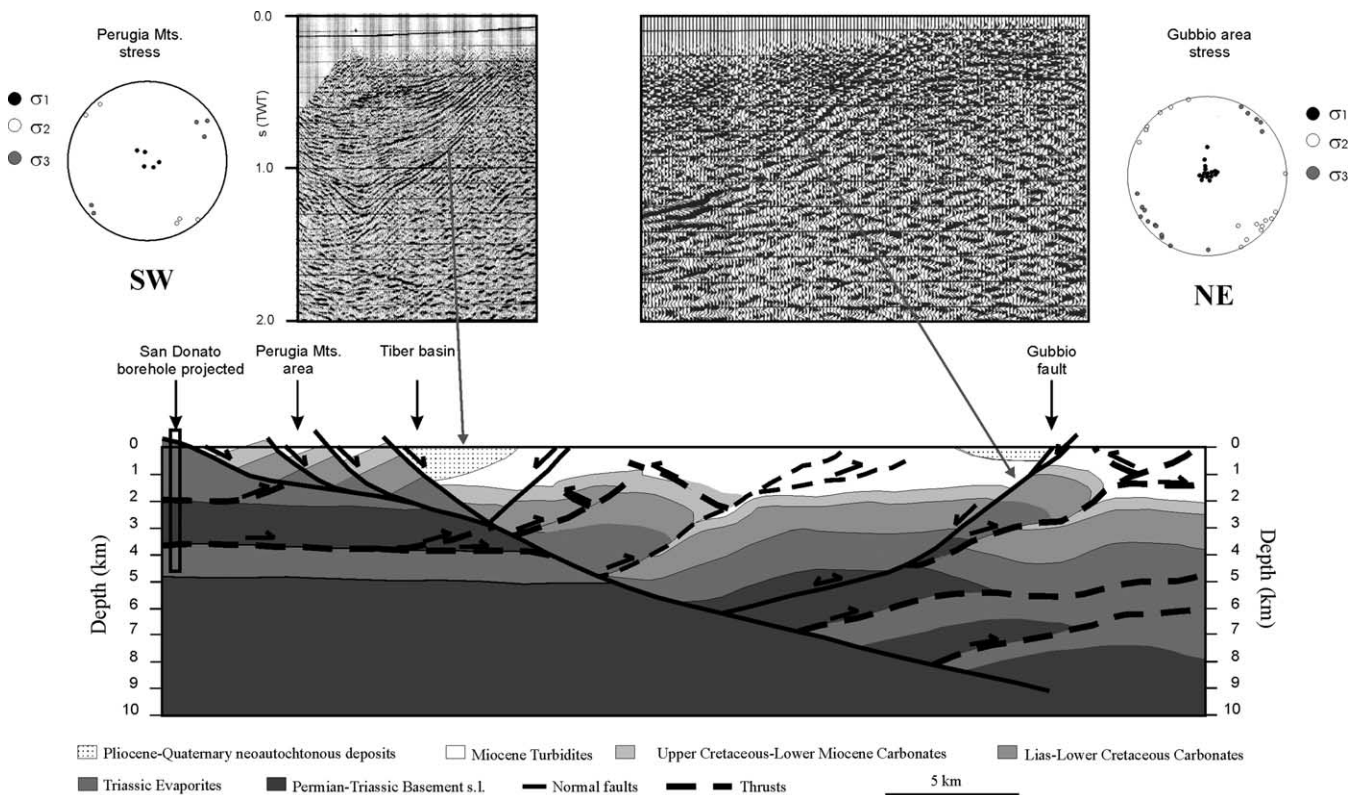 Perugia Mts.
stress
σ1
σ2
σ3
SW
0.0
s (TWT)
1.0
2.0
Gubbio area
stress
σ1
σ2
σ3
NE
San Donato
borehole projected
Perugia Mts.
area
Tiber basin
Gubbio
fault
Depth (km)
0
1
2
3
4
5
6
7
8
9
10
0
1
2
3
4
5
6
7
8
9
10
Depth (km)
Pliocene-Quaternary neoautochtonous deposits
Miocene Turbidites
Upper Cretaceous-Lower Miocene Carbonates
Lias-Lower Cretaceous Carbonates
Triassic Evaporites
Permian-Triassic Basement s.l.
Normal faults
Thrusts
5 km